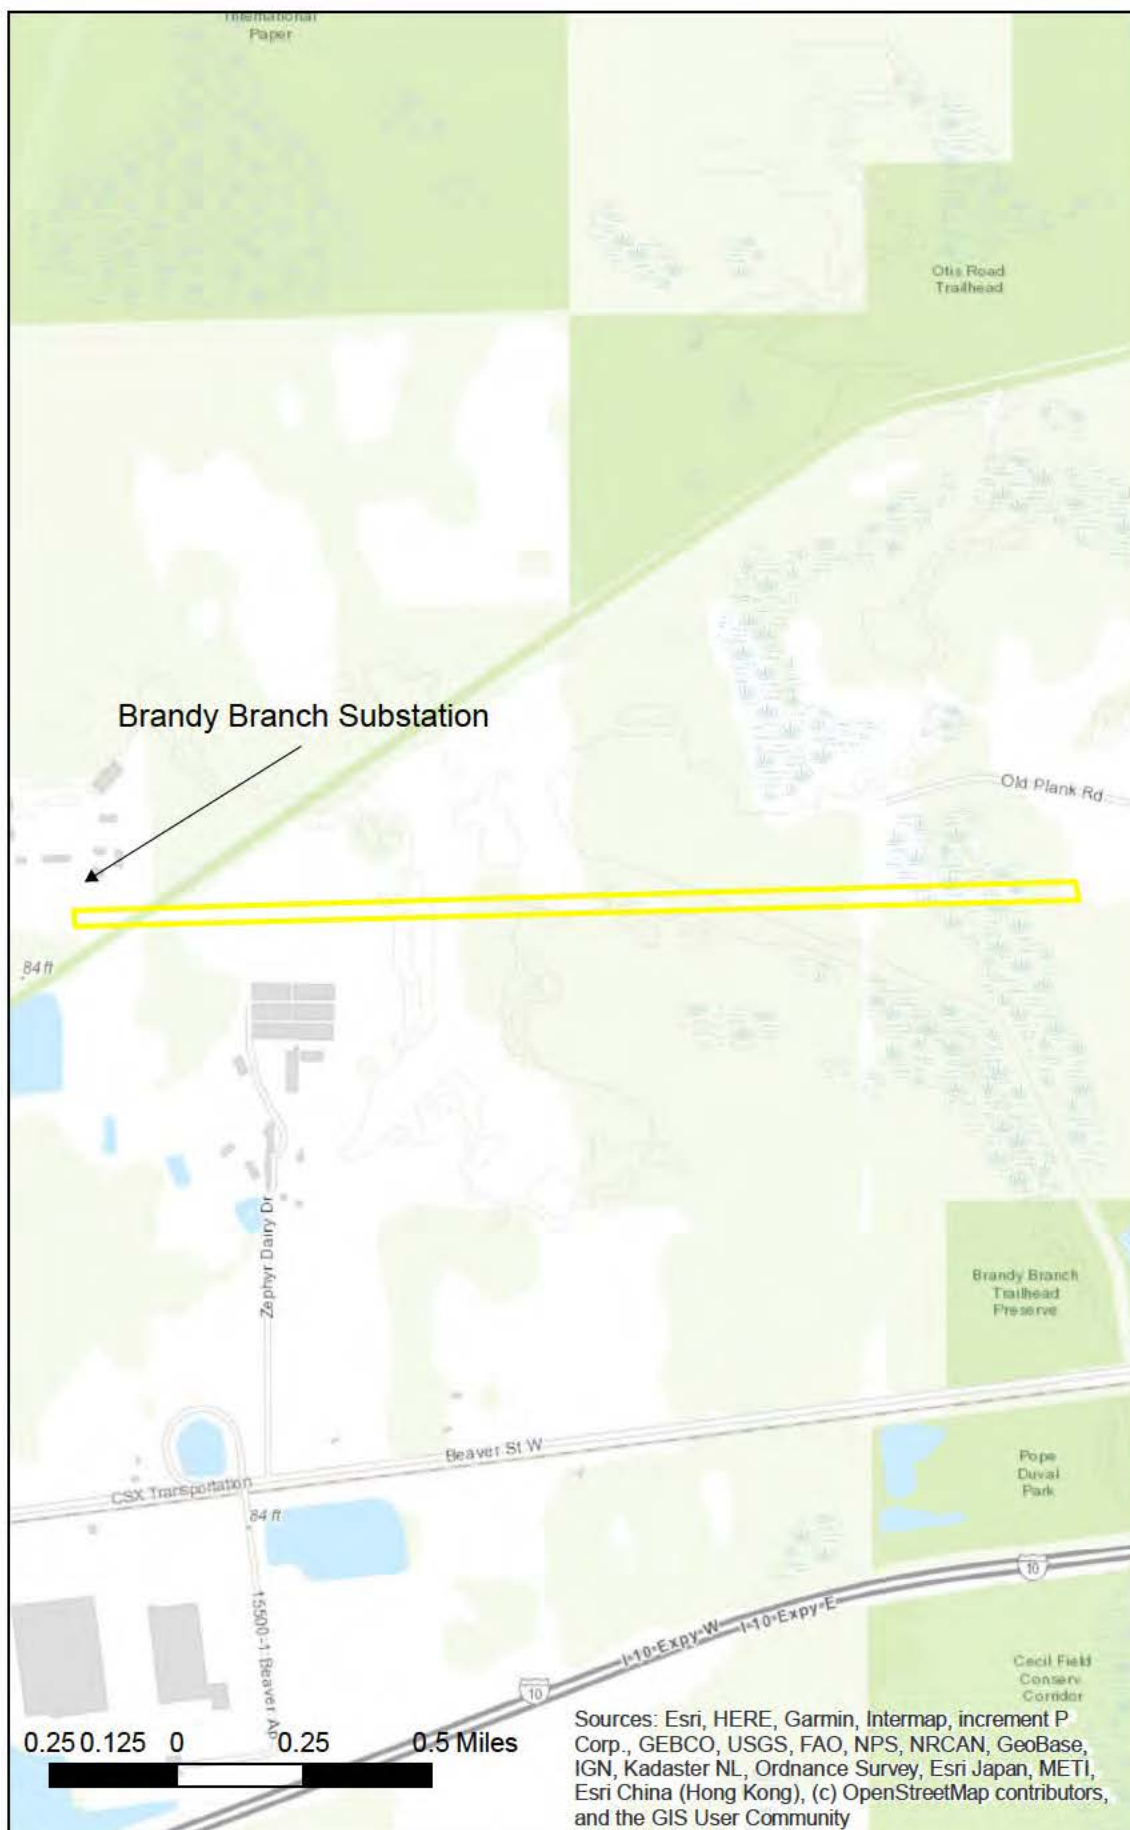 International
Paper
Otis Road
Trailhead
Brandy Branch Substation
Old Plank Rd
84 ft
Zephyr Dairy Dr
Brandy Branch
Trailhead
Preserve
Beaver St W
CSX Transportation
Pope
Duval
Park
84 ft
10
15500-1 Beaver Ap
I-10-Expy-W
I-10-Expy-E
10
Cecil Field
Conserv.
Corridor
0.25 0.125 0 0.25 0.5 Miles
Sources: Esri, HERE, Garmin, Intermap, increment P
Corp., GEBCO, USGS, FAO, NPS, NRCAN, GeoBase,
IGN, Kadaster NL, Ordnance Survey, Esri Japan, METI,
Esri China (Hong Kong), (c) OpenStreetMap contributors,
and the GIS User Community